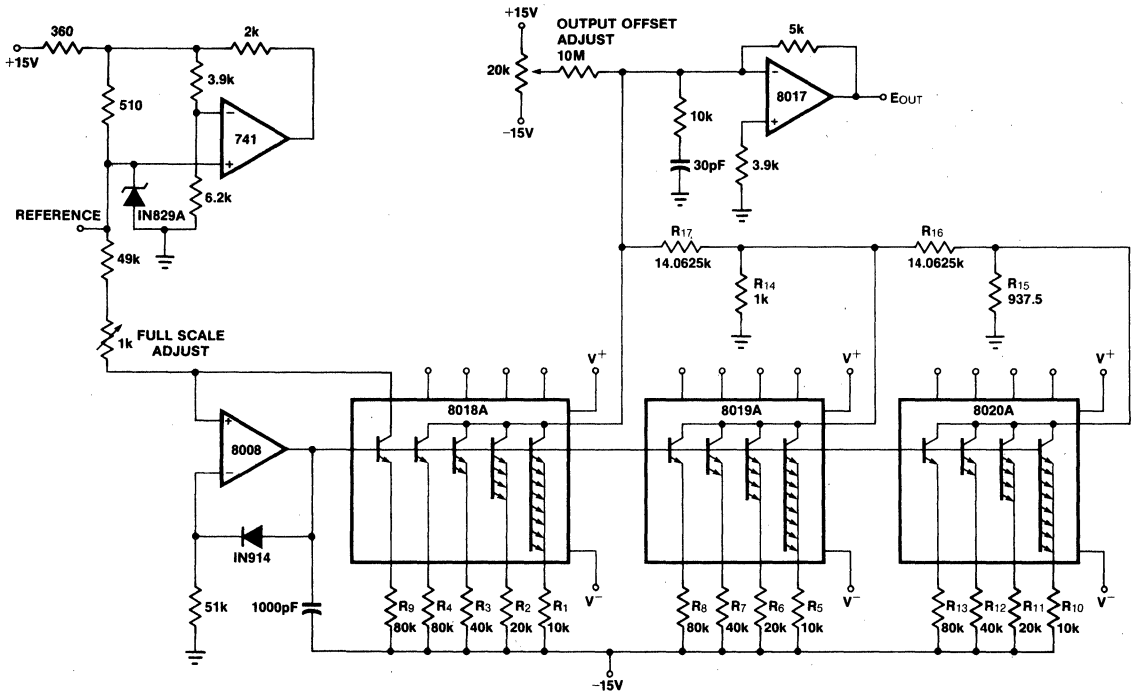 360
+15V
2k
3.9k
510
741
−
+
6.2k
IN829A
REFERENCE
49k
1k
FULL SCALE
ADJUST
+15V
OUTPUT OFFSET
ADJUST
10M
20k
−15V
5k
8017
−
+
EOUT
10k
30pF
3.9k
R17
14.0625k
R16
14.0625k
R14
1k
R15
937.5
V+
V+
V+
8018A
8019A
8020A
+
8008
−
IN914
51k
1000pF
V−
V−
V−
R9
80k
R4
80k
R3
40k
R2
20k
R1
10k
R8
80k
R7
40k
R6
20k
R5
10k
R13
80k
R12
40k
R11
20k
R10
10k
−15V